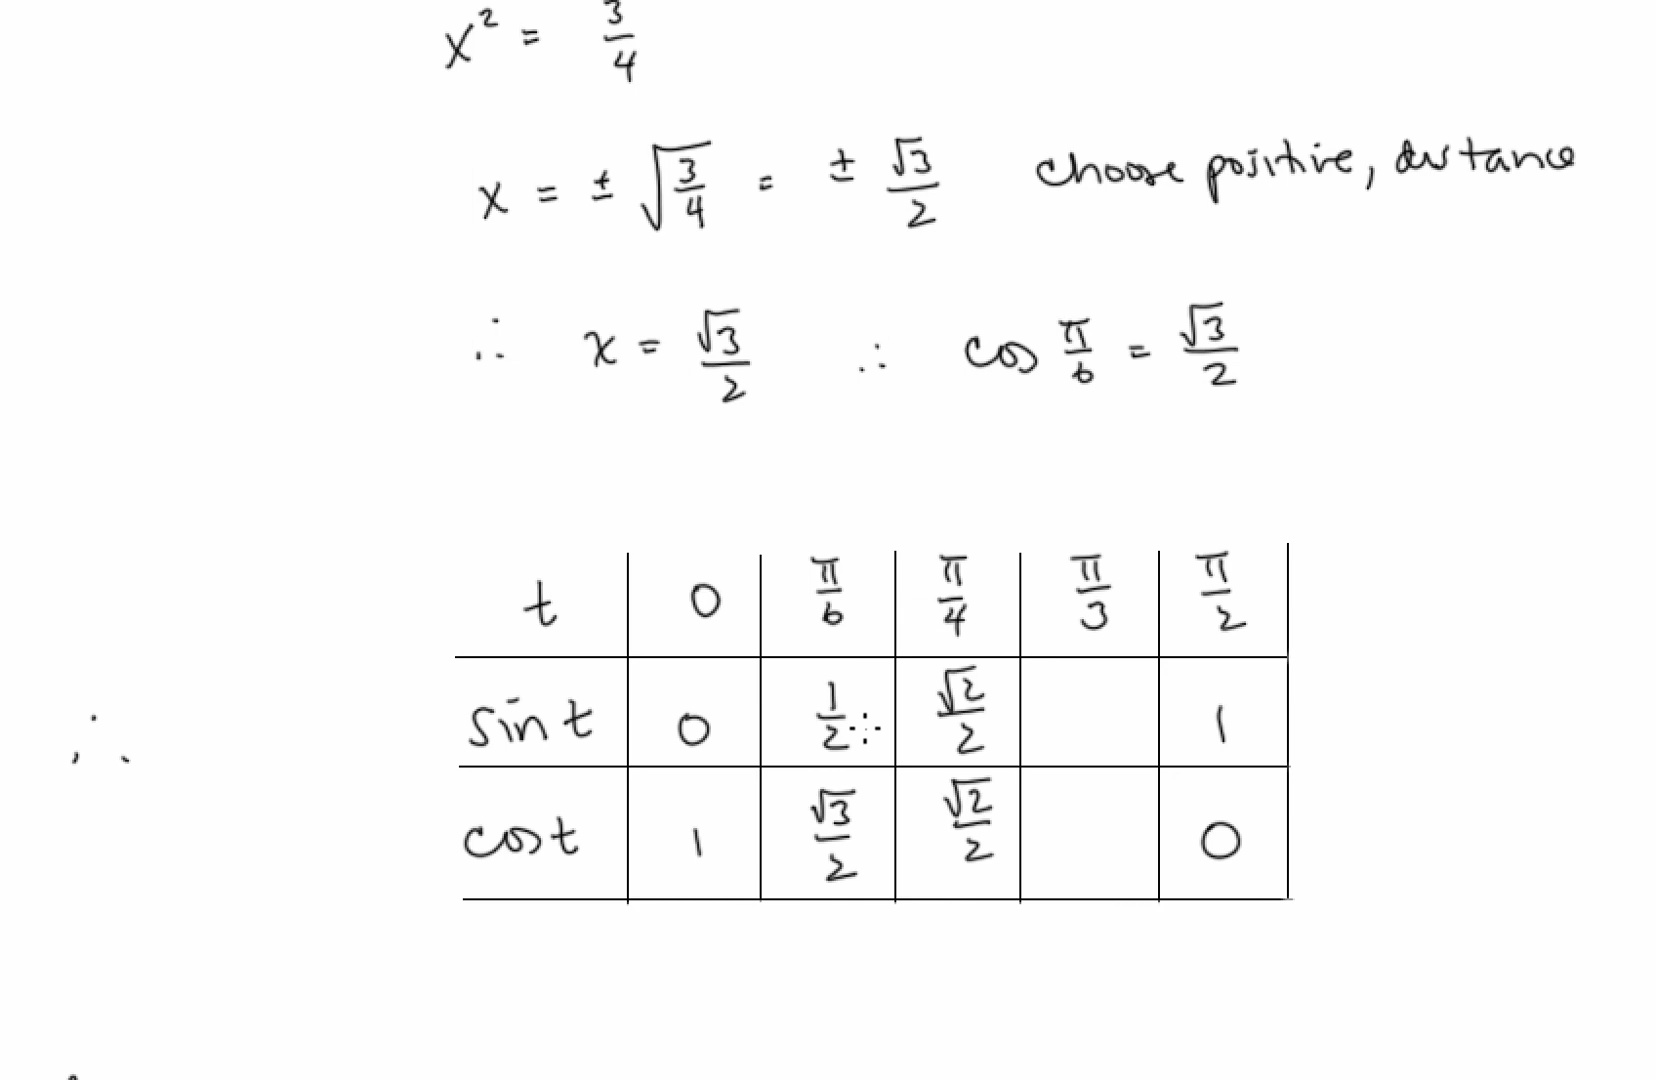 x² = 3/4
x = ± √(3/4) = ± √3/2 choose positive, distance
∴ x = √3/2 ∴ cos π/6 = √3/2
t 0 π/6 π/4 π/3 π/2
∴ sin t 0 1/2 √2/2 1
cos t 1 √3/2 √2/2 0